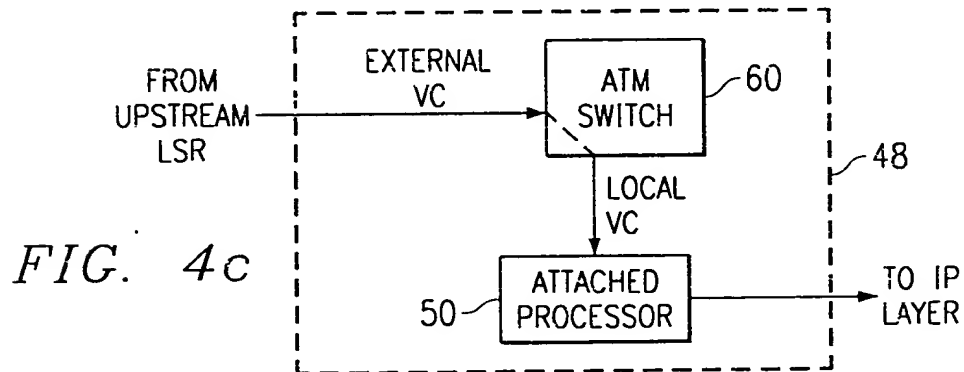 FROM
UPSTREAM
LSR
EXTERNAL
VC
ATM
SWITCH
60
48
LOCAL
VC
50
ATTACHED
PROCESSOR
TO IP
LAYER
FIG. 4c